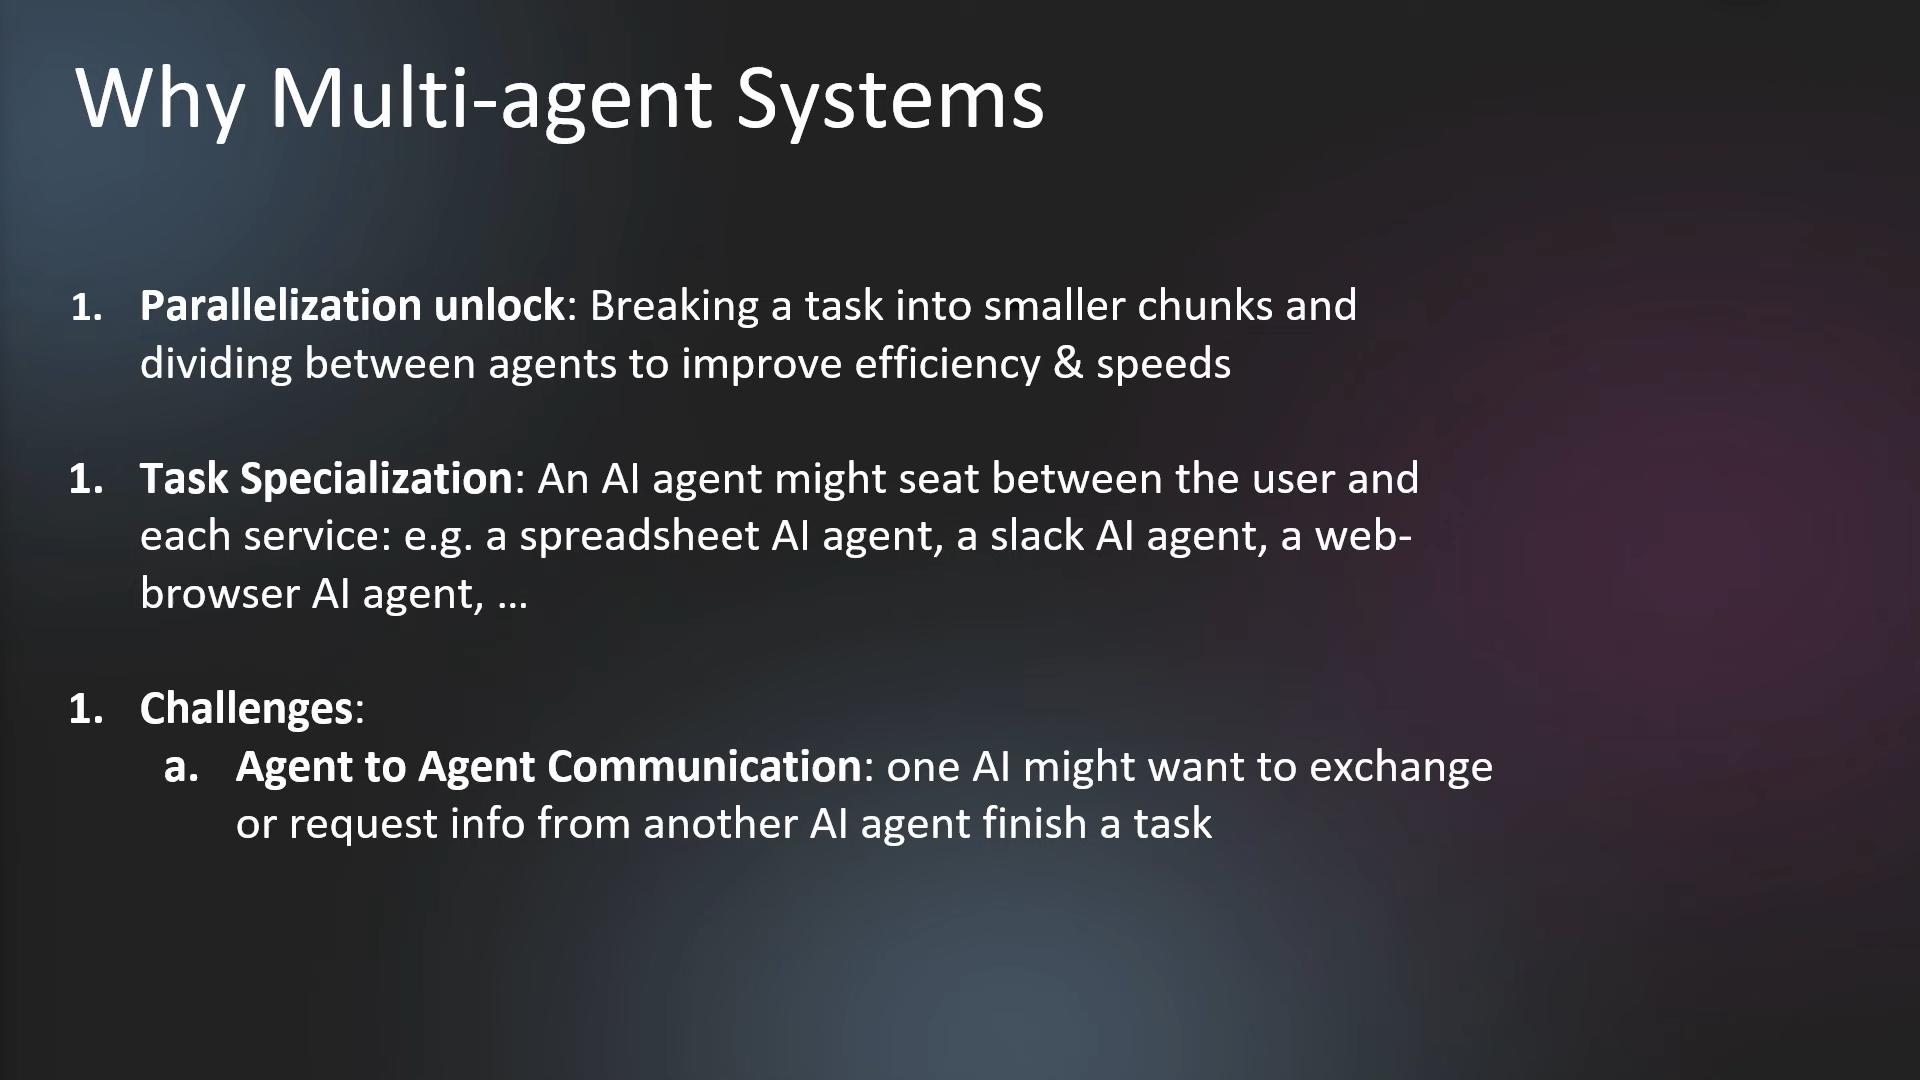 Why Multi-agent Systems
1. Parallelization unlock: Breaking a task into smaller chunks and
dividing between agents to improve efficiency & speeds
1. Task Specialization: An AI agent might seat between the user and
each service: e.g. a spreadsheet AI agent, a slack AI agent, a web-
browser AI agent, ...
1. Challenges:
a. Agent to Agent Communication: one AI might want to exchange
or request info from another AI agent finish a task